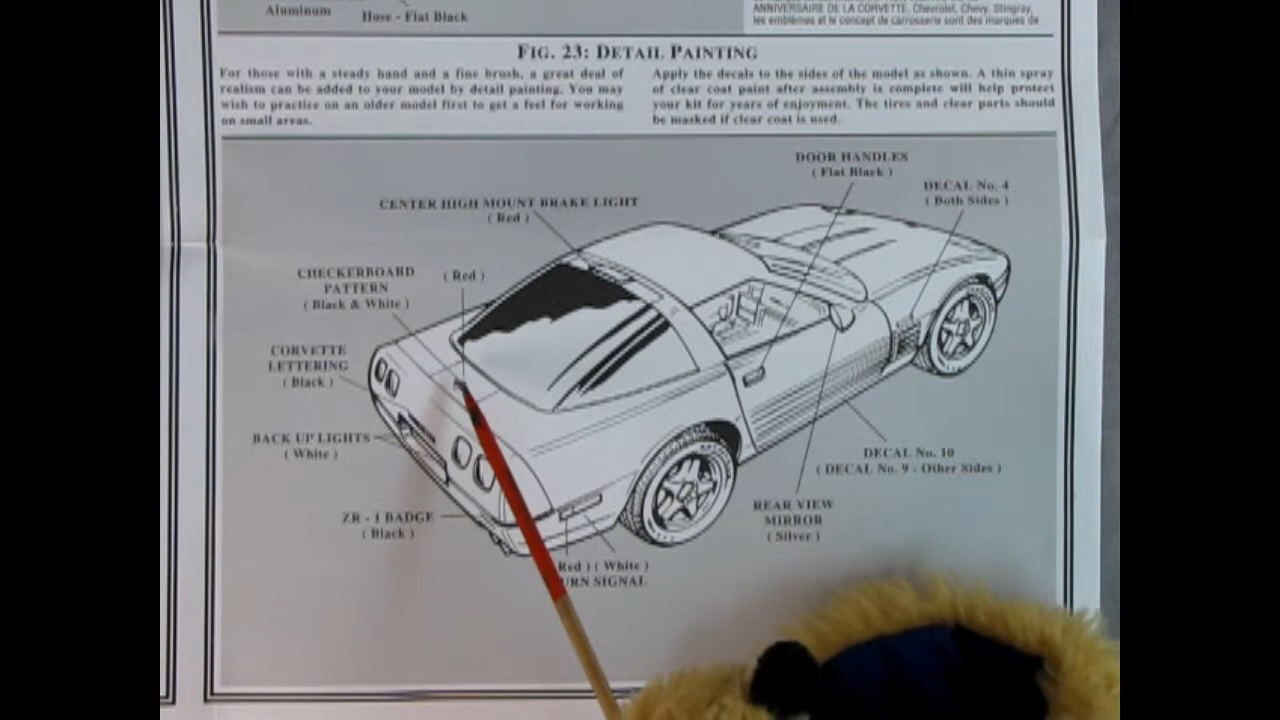 Aluminum
Hose - Flat Black
ANNIVERSAIRE DE LA CORVETTE, Chevrolet, Chevy, Stingray,
les emblèmes et le concept de carrosserie sont des marques de
FIG. 23: DETAIL PAINTING
For those with a steady hand and a fine brush, a great deal of
realism can be added to your model by detail painting. You may
wish to practice on an older model first to get a feel for working
on small areas.
Apply the decals to the sides of the model as shown. A thin spray
of clear coat paint after assembly is complete will help protect
your kit for years of enjoyment. The tires and clear parts should
be masked if clear coat is used.
DOOR HANDLES
( Flat Black )
DECAL No. 4
( Both Sides )
CENTER HIGH MOUNT BRAKE LIGHT
( Red )
CHECKERBOARD
PATTERN
( Black & White )
( Red )
CORVETTE
LETTERING
( Black )
BACK UP LIGHTS
( White )
DECAL No. 10
( DECAL No. 9 - Other Sides )
REAR VIEW
MIRROR
( Silver )
ZR - 1 BADGE
( Black )
Red ) ( White )
URN SIGNAL